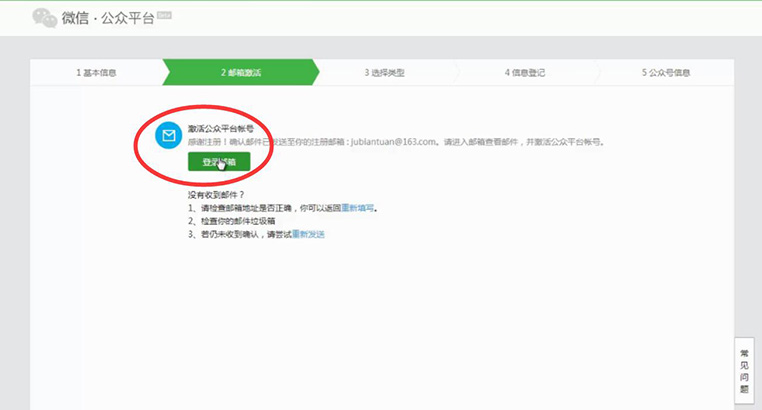 微信·公众平台 Beta
1 基本信息
2 邮箱激活
3 选择类型
4 信息登记
5 公众号信息
激活公众平台帐号
感谢注册！确认邮件已发送至你的注册邮箱 : jubiantuan@163.com。请进入邮箱查看邮件，并激活公众平台帐号。
登录邮箱
没有收到邮件？
1、请检查邮箱地址是否正确，你可以返回重新填写。
2、检查你的邮件垃圾箱
3、若仍未收到确认，请尝试重新发送
常见问题